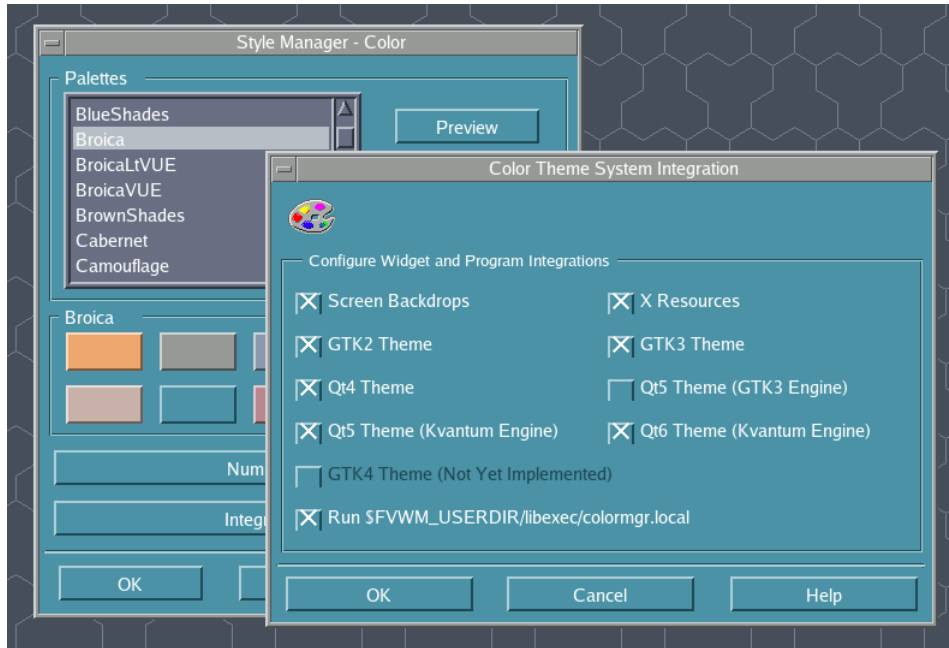 Style Manager - Color
Palettes
BlueShades
Broica
BroicaLtVUE
BroicaVUE
BrownShades
Cabernet
Camouflage
Preview
Broica
OK
Color Theme System Integration
Configure Widget and Program Integrations
Screen Backdrops
X Resources
GTK2 Theme
GTK3 Theme
Qt4 Theme
Qt5 Theme (GTK3 Engine)
Qt5 Theme (Kvantum Engine)
Qt6 Theme (Kvantum Engine)
GTK4 Theme (Not Yet Implemented)
Run $FVWM_USERDIR/libexec/colormgr.local
OK
Cancel
Help